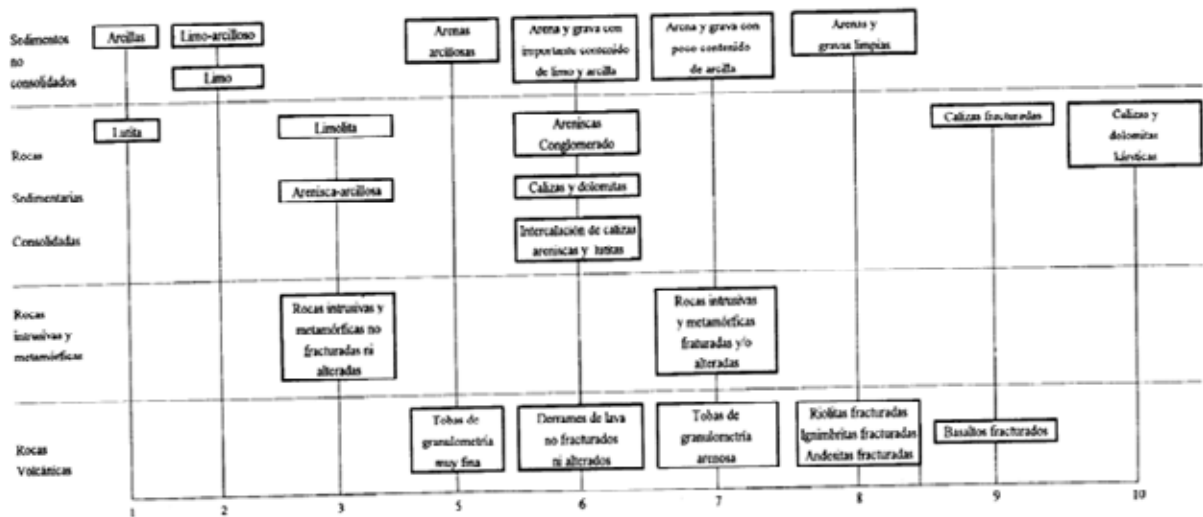 Sedimentos
no
consolidados
Arcillas
Limo-arcilloso
Limo
Arenas
arcillosas
Arena y grava con
importante contenido
de limo y arcilla
Arena y grava con
poco contenido
de arcilla
Arenas y
gravas limpias
Rocas
Sedimentarias
Consolidadas
Lutita
Limolita
Arenisca-arcillosa
Areniscas
Conglomerado
Calizas y dolomitas
Intercalación de calizas
areniscas y lutitas
Calizas fracturadas
Calizas y
dolomitas
kársticas
Rocas
intrusivas y
metamórficas
Rocas intrusivas y
metamórficas no
fracturadas ni
alteradas
Rocas intrusivas
y metamórficas
fraturadas y/o
alteradas
Rocas
Volcánicas
Tobas de
granulometría
muy fina
Derrames de lava
no fracturados
ni alterados
Tobas de
granulometría
arenosa
Riolitas fracturadas
Ignimbritas fracturadas
Andesitas fracturadas
Basaltos fracturados
1 2 3 5 6 7 8 9 10